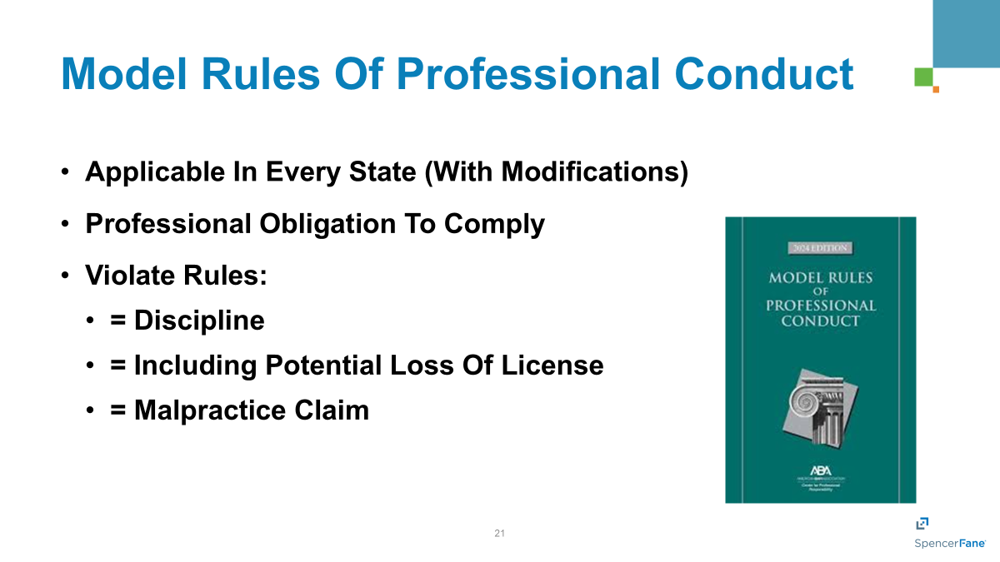 Model Rules Of Professional Conduct
• Applicable In Every State (With Modifications)
• Professional Obligation To Comply
• Violate Rules:
• = Discipline
• = Including Potential Loss Of License
• = Malpractice Claim
2024 EDITION
MODEL RULES
OF
PROFESSIONAL
CONDUCT
ABA
AMERICAN BAR ASSOCIATION
Center for Professional
Responsibility
21
SpencerFane